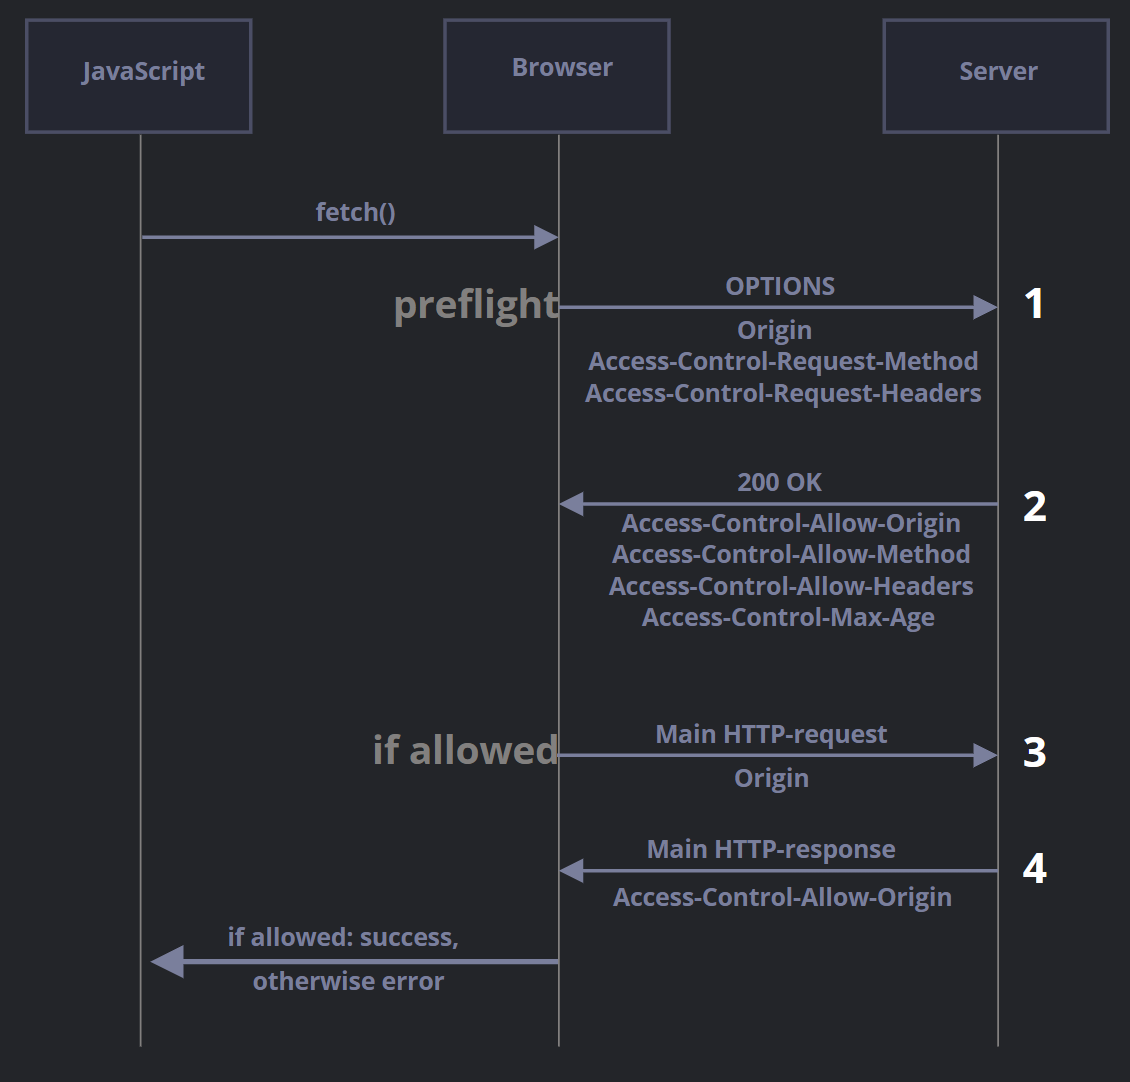 JavaScript
Browser
Server
fetch()
preflight
OPTIONS
1
Origin
Access-Control-Request-Method
Access-Control-Request-Headers
200 OK
2
Access-Control-Allow-Origin
Access-Control-Allow-Method
Access-Control-Allow-Headers
Access-Control-Max-Age
if allowed
Main HTTP-request
3
Origin
Main HTTP-response
4
Access-Control-Allow-Origin
if allowed: success,
otherwise error